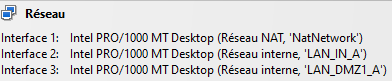 Réseau
Interface 1: Intel PRO/1000 MT Desktop (Réseau NAT, 'NatNetwork')
Interface 2: Intel PRO/1000 MT Desktop (Réseau interne, 'LAN_IN_A')
Interface 3: Intel PRO/1000 MT Desktop (Réseau interne, 'LAN_DMZ1_A')